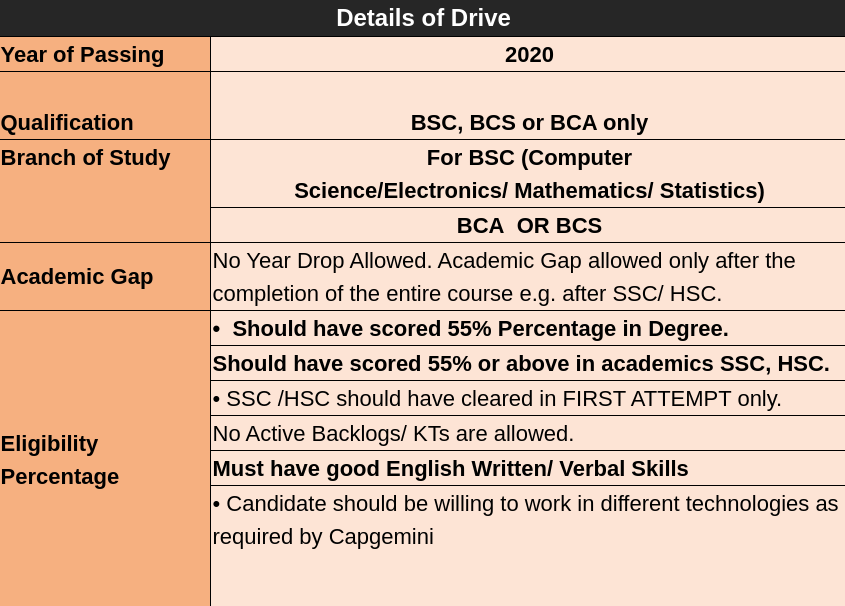 Details of Drive
Year of Passing
2020
Qualification
BSC, BCS or BCA only
Branch of Study
For BSC (Computer
Science/Electronics/ Mathematics/ Statistics)
BCA  OR BCS
Academic Gap
No Year Drop Allowed. Academic Gap allowed only after the
completion of the entire course e.g. after SSC/ HSC.
Eligibility
Percentage
•  Should have scored 55% Percentage in Degree.
Should have scored 55% or above in academics SSC, HSC.
• SSC /HSC should have cleared in FIRST ATTEMPT only.
No Active Backlogs/ KTs are allowed.
Must have good English Written/ Verbal Skills
• Candidate should be willing to work in different technologies as
required by Capgemini